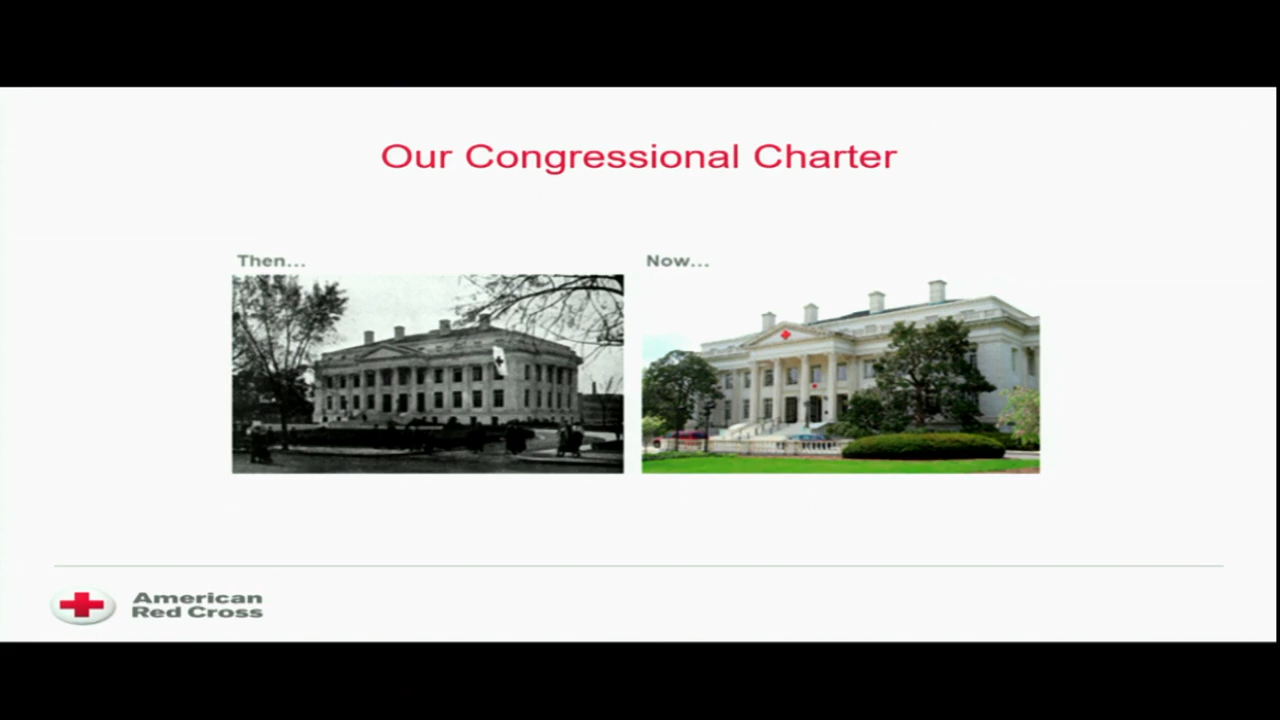 Our Congressional Charter
Then...
Now...
American
Red Cross